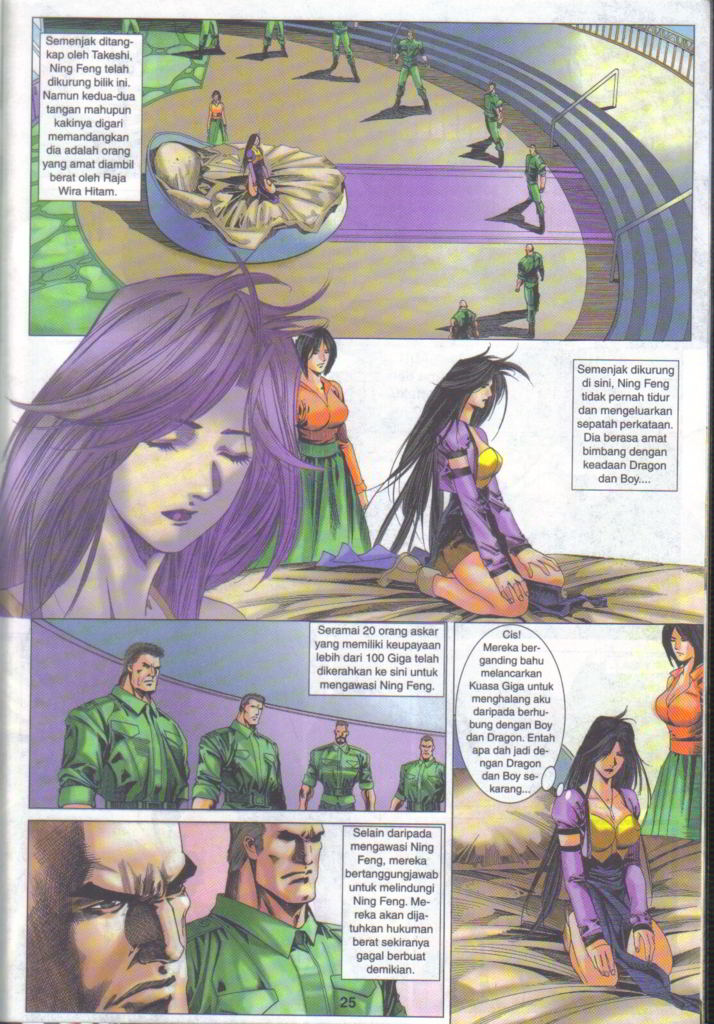 Semenjak ditang-
kap oleh Takeshi,
Ning Feng telah
dikurung bilik ini.
Namun kedua-dua
tangan mahupun
kakinya digari
memandangkan
dia adalah orang
yang amat diambil
berat oleh Raja
Wira Hitam.
Semenjak dikurung
di sini, Ning Feng
tidak pernah tidur
dan mengeluarkan
sepatah perkataan.
Dia berasa amat
bimbang dengan
keadaan Dragon
dan Boy....
Seramai 20 orang askar
yang memiliki keupayaan
lebih dari 100 Giga telah
dikerahkan ke sini untuk
mengawasi Ning Feng.
Cis!
Mereka ber-
ganding bahu
melancarkan
Kuasa Giga untuk
menghalang aku
daripada berhu-
bung dengan Boy
dan Dragon. Entah
apa dah jadi de-
ngan Dragon
dan Boy se-
karang...
Selain daripada
mengawasi Ning
Feng, mereka
bertanggungjawab
untuk melindungi
Ning Feng. Me-
reka akan dija-
tuhkan hukuman
berat sekiranya
gagal berbuat
demikian.
25